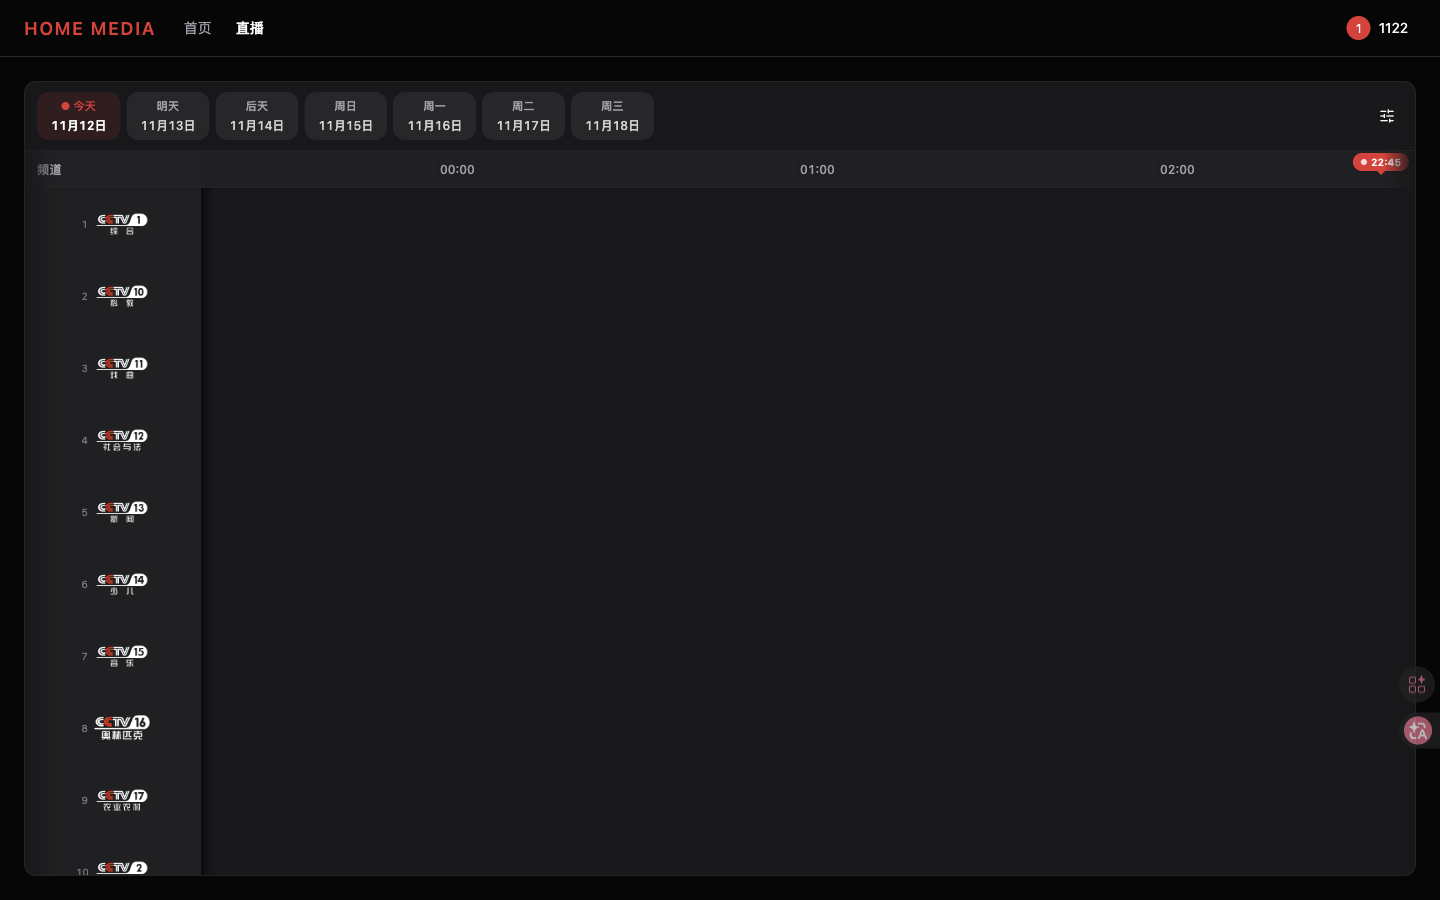 HOME MEDIA 首页 直播 1 1122
今天 明天 后天 周日 周一 周二 周三
11月12日 11月13日 11月14日 11月15日 11月16日 11月17日 11月18日
频道 00:00 01:00 02:00 22:45
1 CCTV 1
综合
2 CCTV 10
科教
3 CCTV 11
戏曲
4 CCTV 12
社会与法
5 CCTV 13
新闻
6 CCTV 14
少儿
7 CCTV 15
音乐
8 CCTV 16
奥林匹克
9 CCTV 17
农业农村
10 CCTV 2